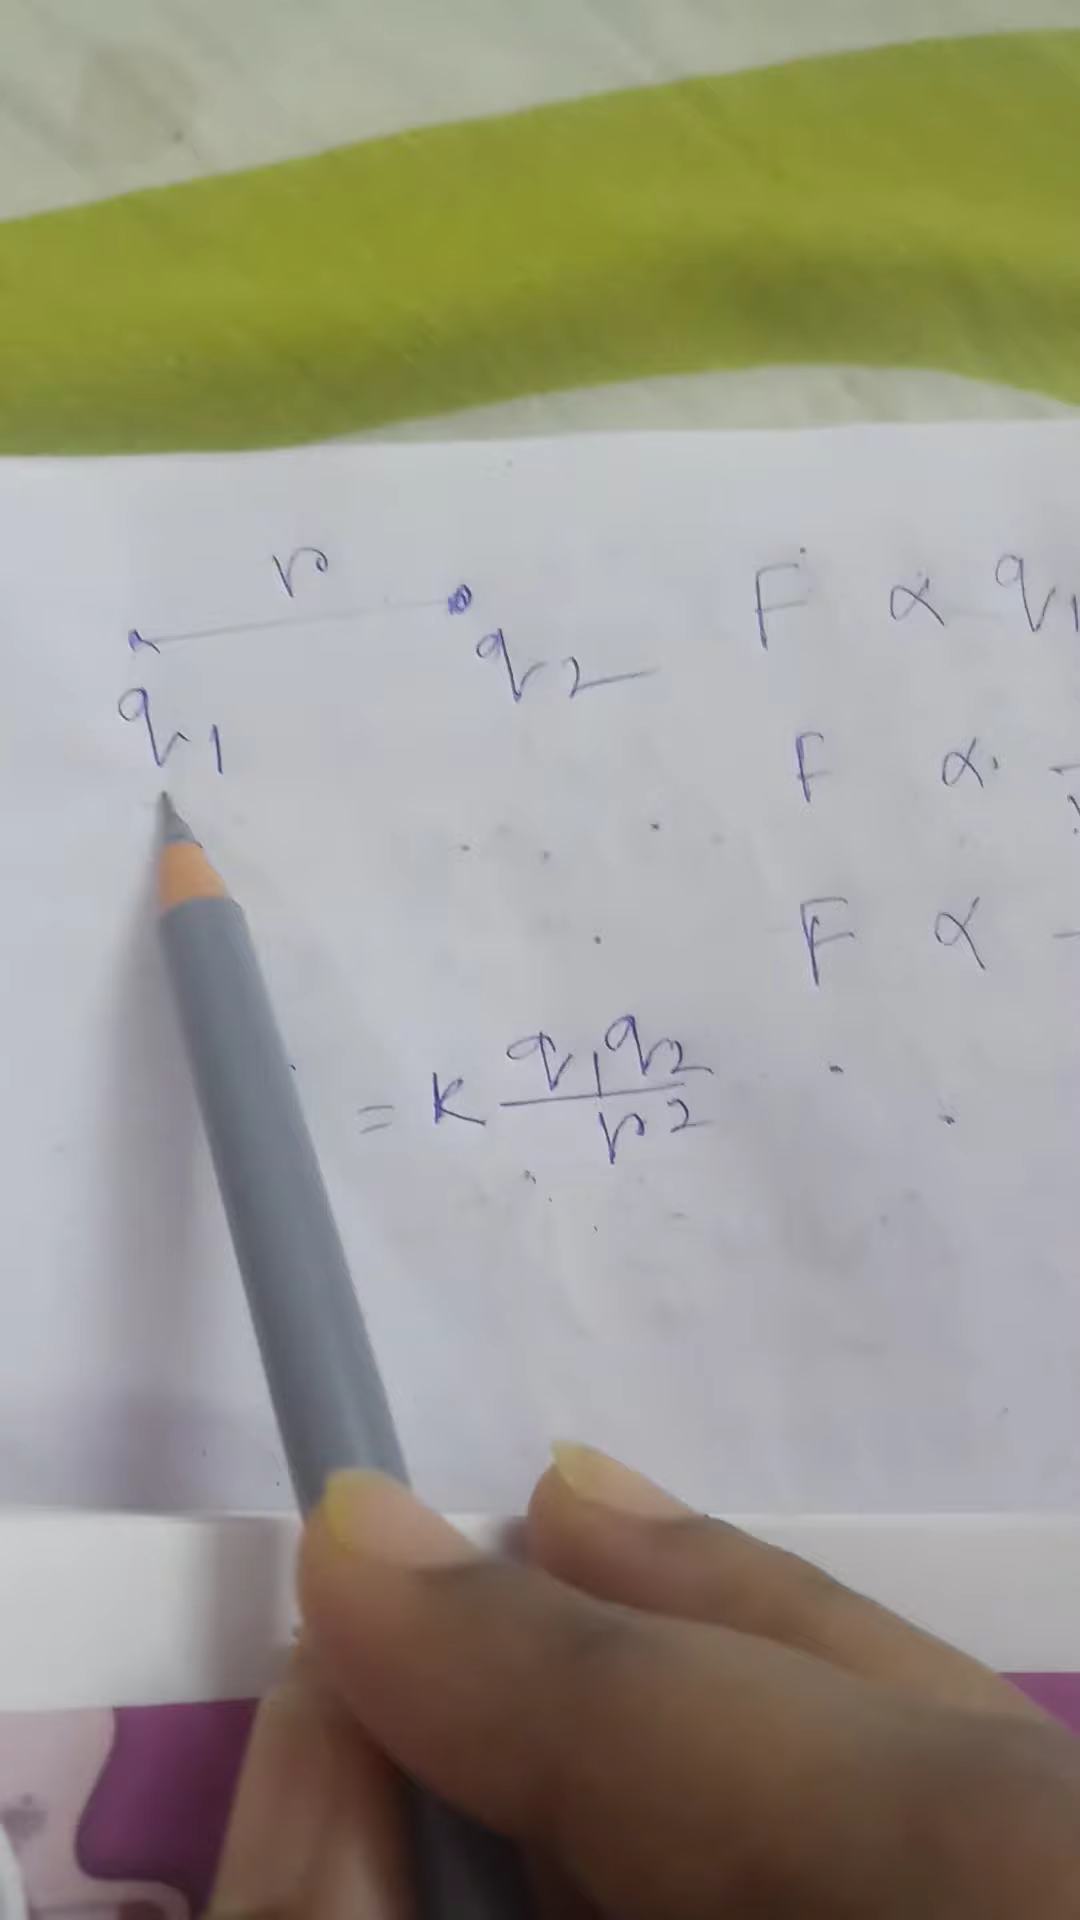 r
q1 q2
F ∝ q1
F ∝
F ∝
= K q1q2 / r2